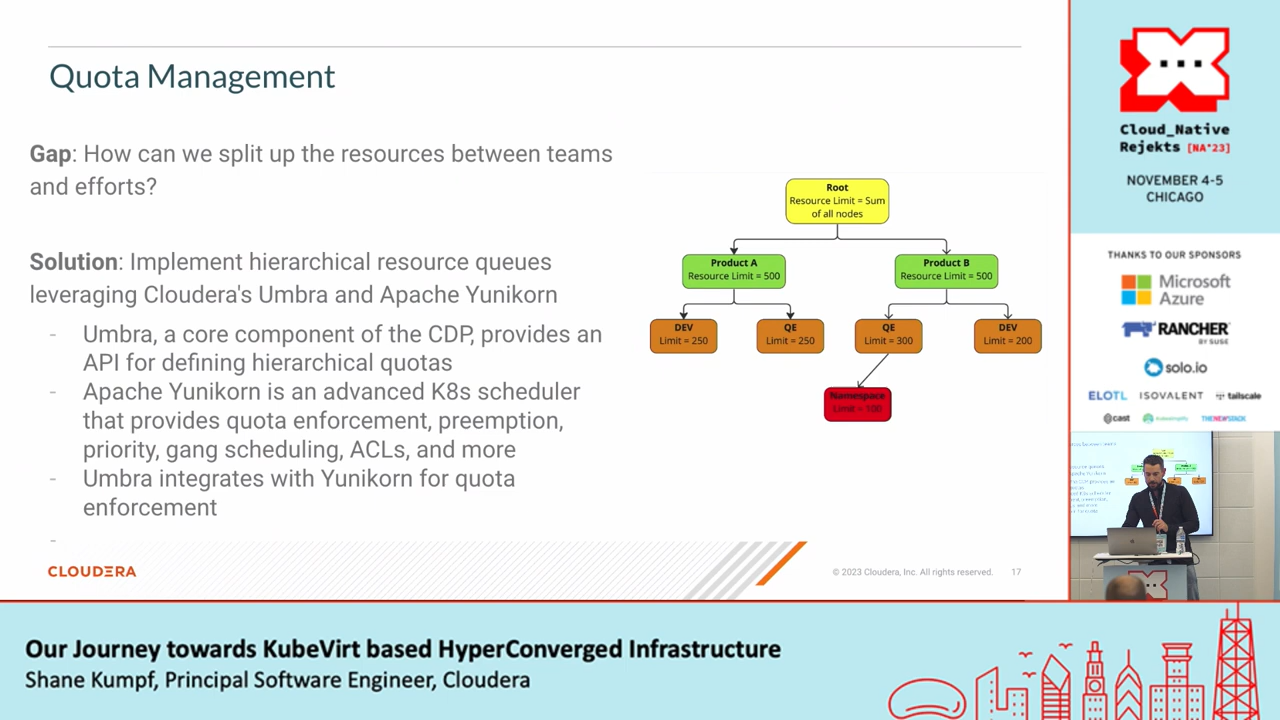 Quota Management
Gap: How can we split up the resources between teams
and efforts?
Solution: Implement hierarchical resource queues
leveraging Cloudera's Umbra and Apache Yunikorn
- Umbra, a core component of the CDP, provides an
API for defining hierarchical quotas
- Apache Yunikorn is an advanced K8s scheduler
that provides quota enforcement, preemption,
priority, gang scheduling, ACLs, and more
- Umbra integrates with Yunikorn for quota
enforcement
-
Root
Resource Limit = Sum
of all nodes
Product A
Resource Limit = 500
Product B
Resource Limit = 500
DEV
Limit = 250
QE
Limit = 250
QE
Limit = 300
DEV
Limit = 200
Namespace
Limit = 100
CLOUDERA
© 2023 Cloudera, Inc. All rights reserved. 17
Cloud_Native
Rejekts [NA'23]
NOVEMBER 4-5
CHICAGO
THANKS TO OUR SPONSORS
Microsoft
Azure
RANCHER
BY SUSE
solo.io
ELOTL ISOVALENT tailscale
cast kubesimplify THENEWSTACK
Our Journey towards KubeVirt based HyperConverged Infrastructure
Shane Kumpf, Principal Software Engineer, Cloudera